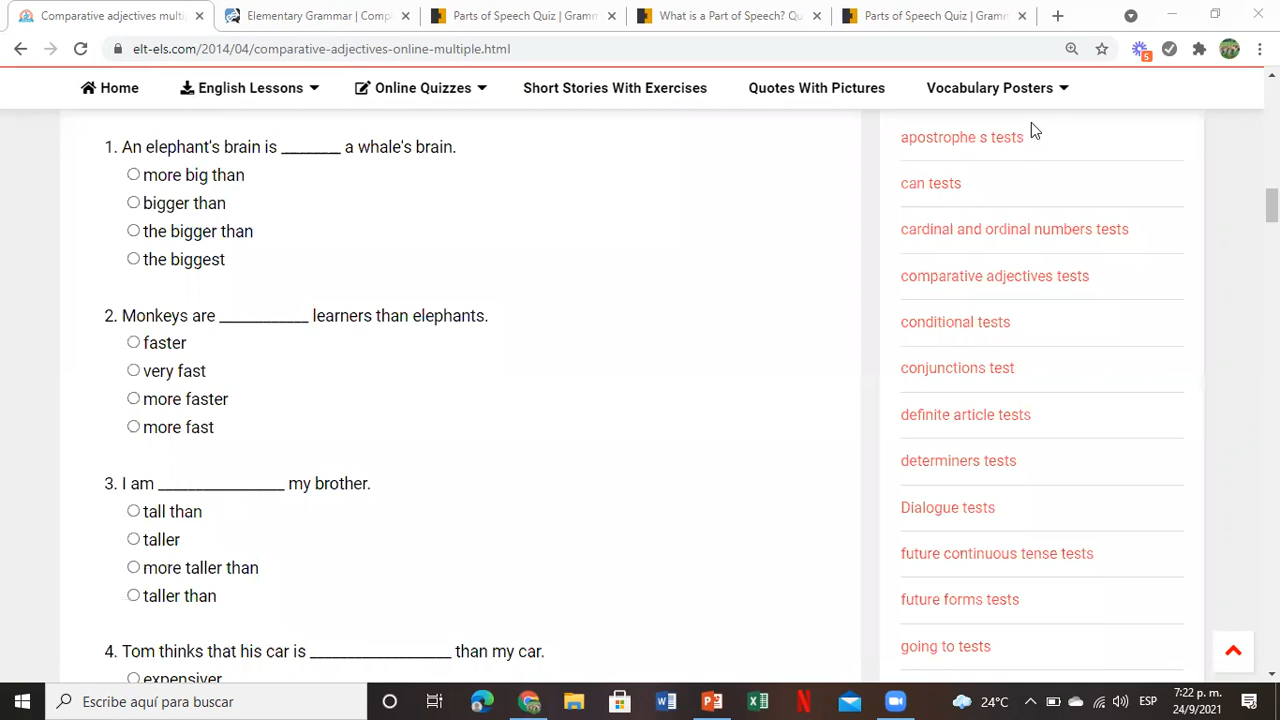 Comparative adjectives multi
Elementary Grammar | Compl
Parts of Speech Quiz | Gramm
What is a Part of Speech? Qu
Parts of Speech Quiz | Gramm
elt-els.com/2014/04/comparative-adjectives-online-multiple.html
5
Home
English Lessons
Online Quizzes
Short Stories With Exercises
Quotes With Pictures
Vocabulary Posters
1. An elephant's brain is _______ a whale's brain.
more big than
bigger than
the bigger than
the biggest
2. Monkeys are ___________ learners than elephants.
faster
very fast
more faster
more fast
3. I am _______________ my brother.
tall than
taller
more taller than
taller than
4. Tom thinks that his car is _________________ than my car.
expensiver
apostrophe s tests
can tests
cardinal and ordinal numbers tests
comparative adjectives tests
conditional tests
conjunctions test
definite article tests
determiners tests
Dialogue tests
future continuous tense tests
future forms tests
going to tests
Escribe aquí para buscar
24°C
ESP
7:22 p. m.
24/9/2021